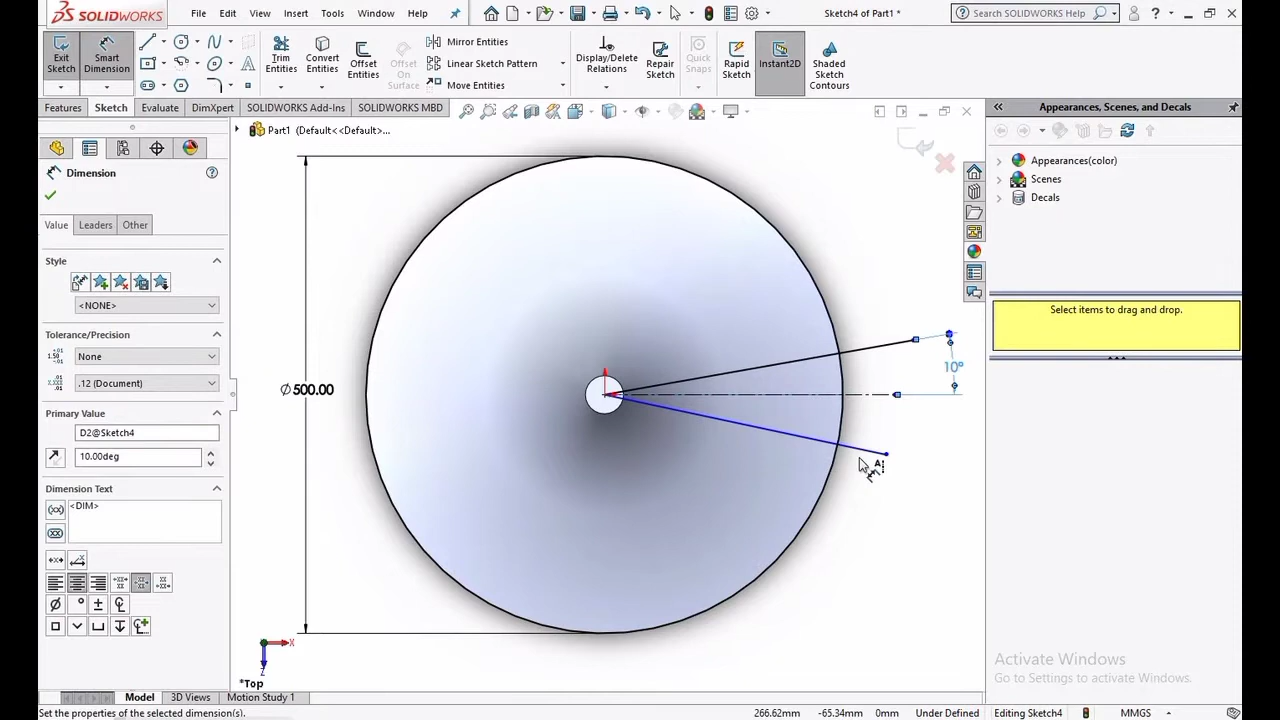 SOLIDWORKS
File
Edit
View
Insert
Tools
Window
Help
Sketch4 of Part1 *
Search SOLIDWORKS Help
?
Exit Sketch
Smart Dimension
Trim Entities
Convert Entities
Offset Entities
Offset On Surface
Mirror Entities
Linear Sketch Pattern
Move Entities
Display/Delete Relations
Repair Sketch
Quick Snaps
Rapid Sketch
Instant2D
Shaded Sketch Contours
Features
Sketch
Evaluate
DimXpert
SOLIDWORKS Add-Ins
SOLIDWORKS MBD
Part1 (Default<<Default>...
Dimension
Value
Leaders
Other
Style
<NONE>
Tolerance/Precision
None
.12 (Document)
Primary Value
D2@Sketch4
10.00deg
Dimension Text
<DIM>
∅500.00
10°
X
Z
*Top
Appearances, Scenes, and Decals
Appearances(color)
Scenes
Decals
Select items to drag and drop.
Activate Windows
Go to Settings to activate Windows.
Model
3D Views
Motion Study 1
Set the properties of the selected dimension(s).
266.62mm
-65.34mm
0mm
Under Defined
Editing Sketch4
MMGS